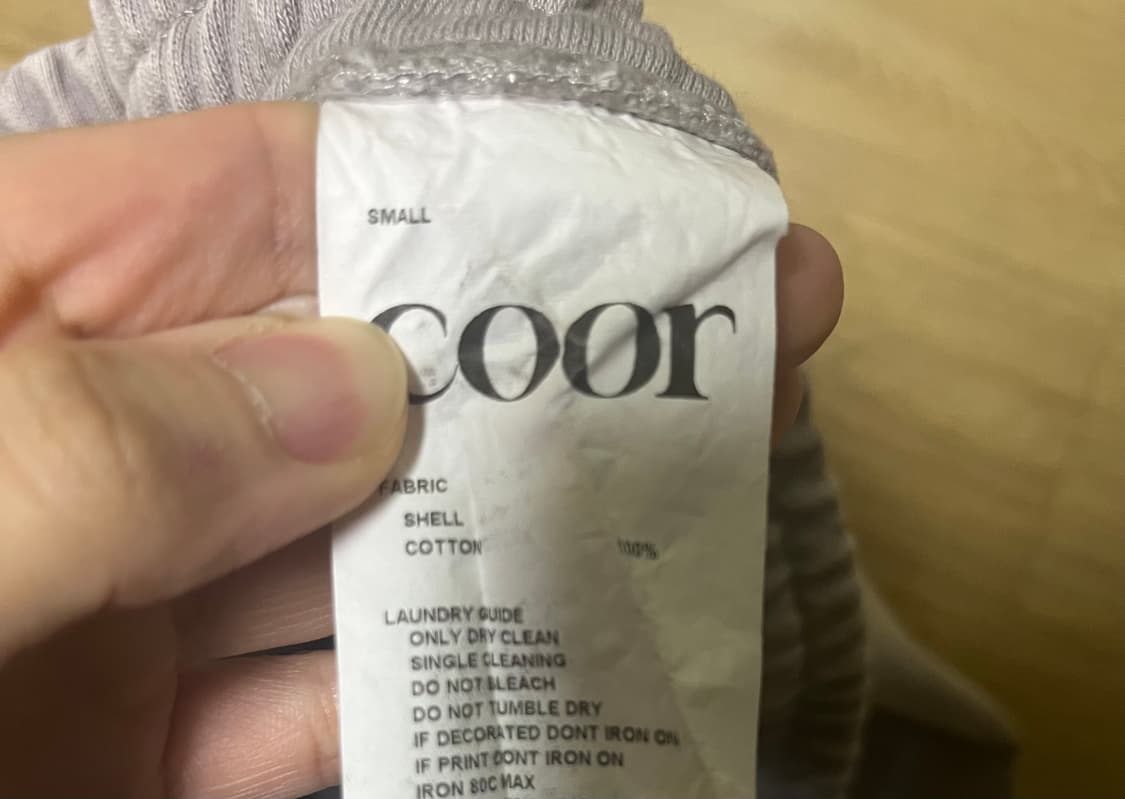 SMALL
coor
FABRIC
SHELL
COTTON 100%
LAUNDRY GUIDE
ONLY DRY CLEAN
SINGLE CLEANING
DO NOT BLEACH
DO NOT TUMBLE DRY
IF DECORATED DONT IRON ON
IF PRINT DONT IRON ON
IRON 80C MAX